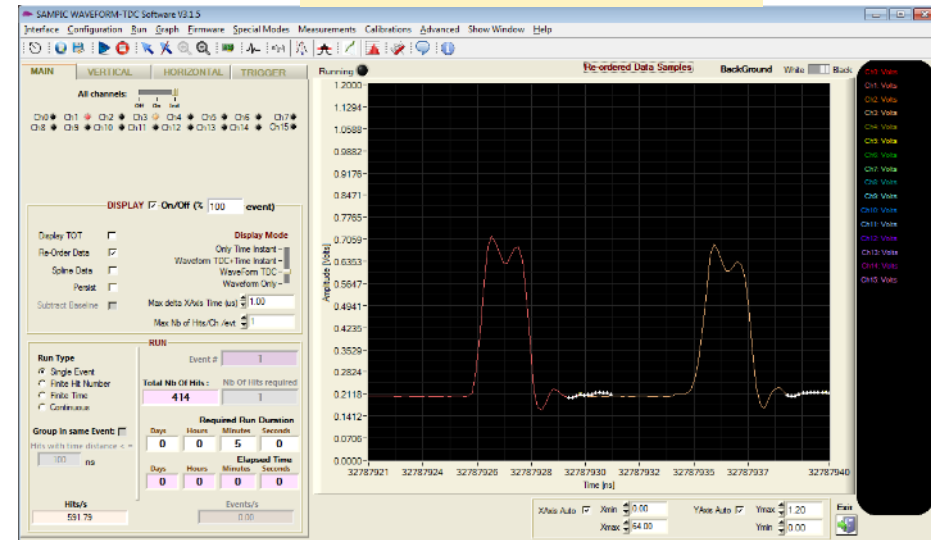 SAMPIC WAVEFORM-TDC Software V3.1.5
Interface Configuration Run Graph Firmware Special Modes Measurements Calibrations Advanced Show Window Help
MAIN VERTICAL HORIZONTAL TRIGGER
All channels:
Off On Inst
Ch0 Ch1 Ch2 Ch3 Ch4 Ch5 Ch6 Ch7
Ch8 Ch9 Ch10 Ch11 Ch12 Ch13 Ch14 Ch15
DISPLAY On/Off (% 100 event)
Display TOT
Re-Order Data
Spline Data
Persist
Subtract Baseline
Display Mode
Only Time Instant
Waveform TDC+Time Instant
WaveForm TDC
Waveform Only
Max delta XAxis Time (us) 1.00
Max Nb of Hits/Ch /evt 1
RUN
Run Type
Single Event
Finite Hit Number
Finite Time
Continuous
Event # 1
Total Nb Of Hits : Nb Of Hits required
414 1
Group In same Event:
Hits with time distance < =
100 ns
Required Run Duration
Days Hours Minutes Seconds
0 0 5 0
Elapsed Time
Days Hours Minutes Seconds
0 0 0 0
Hits/s
591.79
Events/s
0.00
Running
Re-ordered Data Samples
BackGround White Black
Amplitude [Volts]
1.2000
1.1294
1.0588
0.9882
0.9176
0.8471
0.7765
0.7059
0.6353
0.5647
0.4941
0.4235
0.3529
0.2824
0.2118
0.1412
0.0706
0.0000
32787921 32787924 32787926 32787928 32787930 32787932 32787935 32787937 32787940
Time [ns]
Ch0: Volts
Ch1: Volts
Ch2: Volts
Ch3: Volts
Ch4: Volts
Ch5: Volts
Ch6: Volts
Ch7: Volts
Ch8: Volts
Ch9: Volts
Ch10: Volts
Ch11: Volts
Ch12: Volts
Ch13: Volts
Ch14: Volts
Ch15: Volts
XAxis Auto Xmin 0.00 YAxis Auto Ymax 1.20 Exit
Xmax 64.00 Ymin 0.00